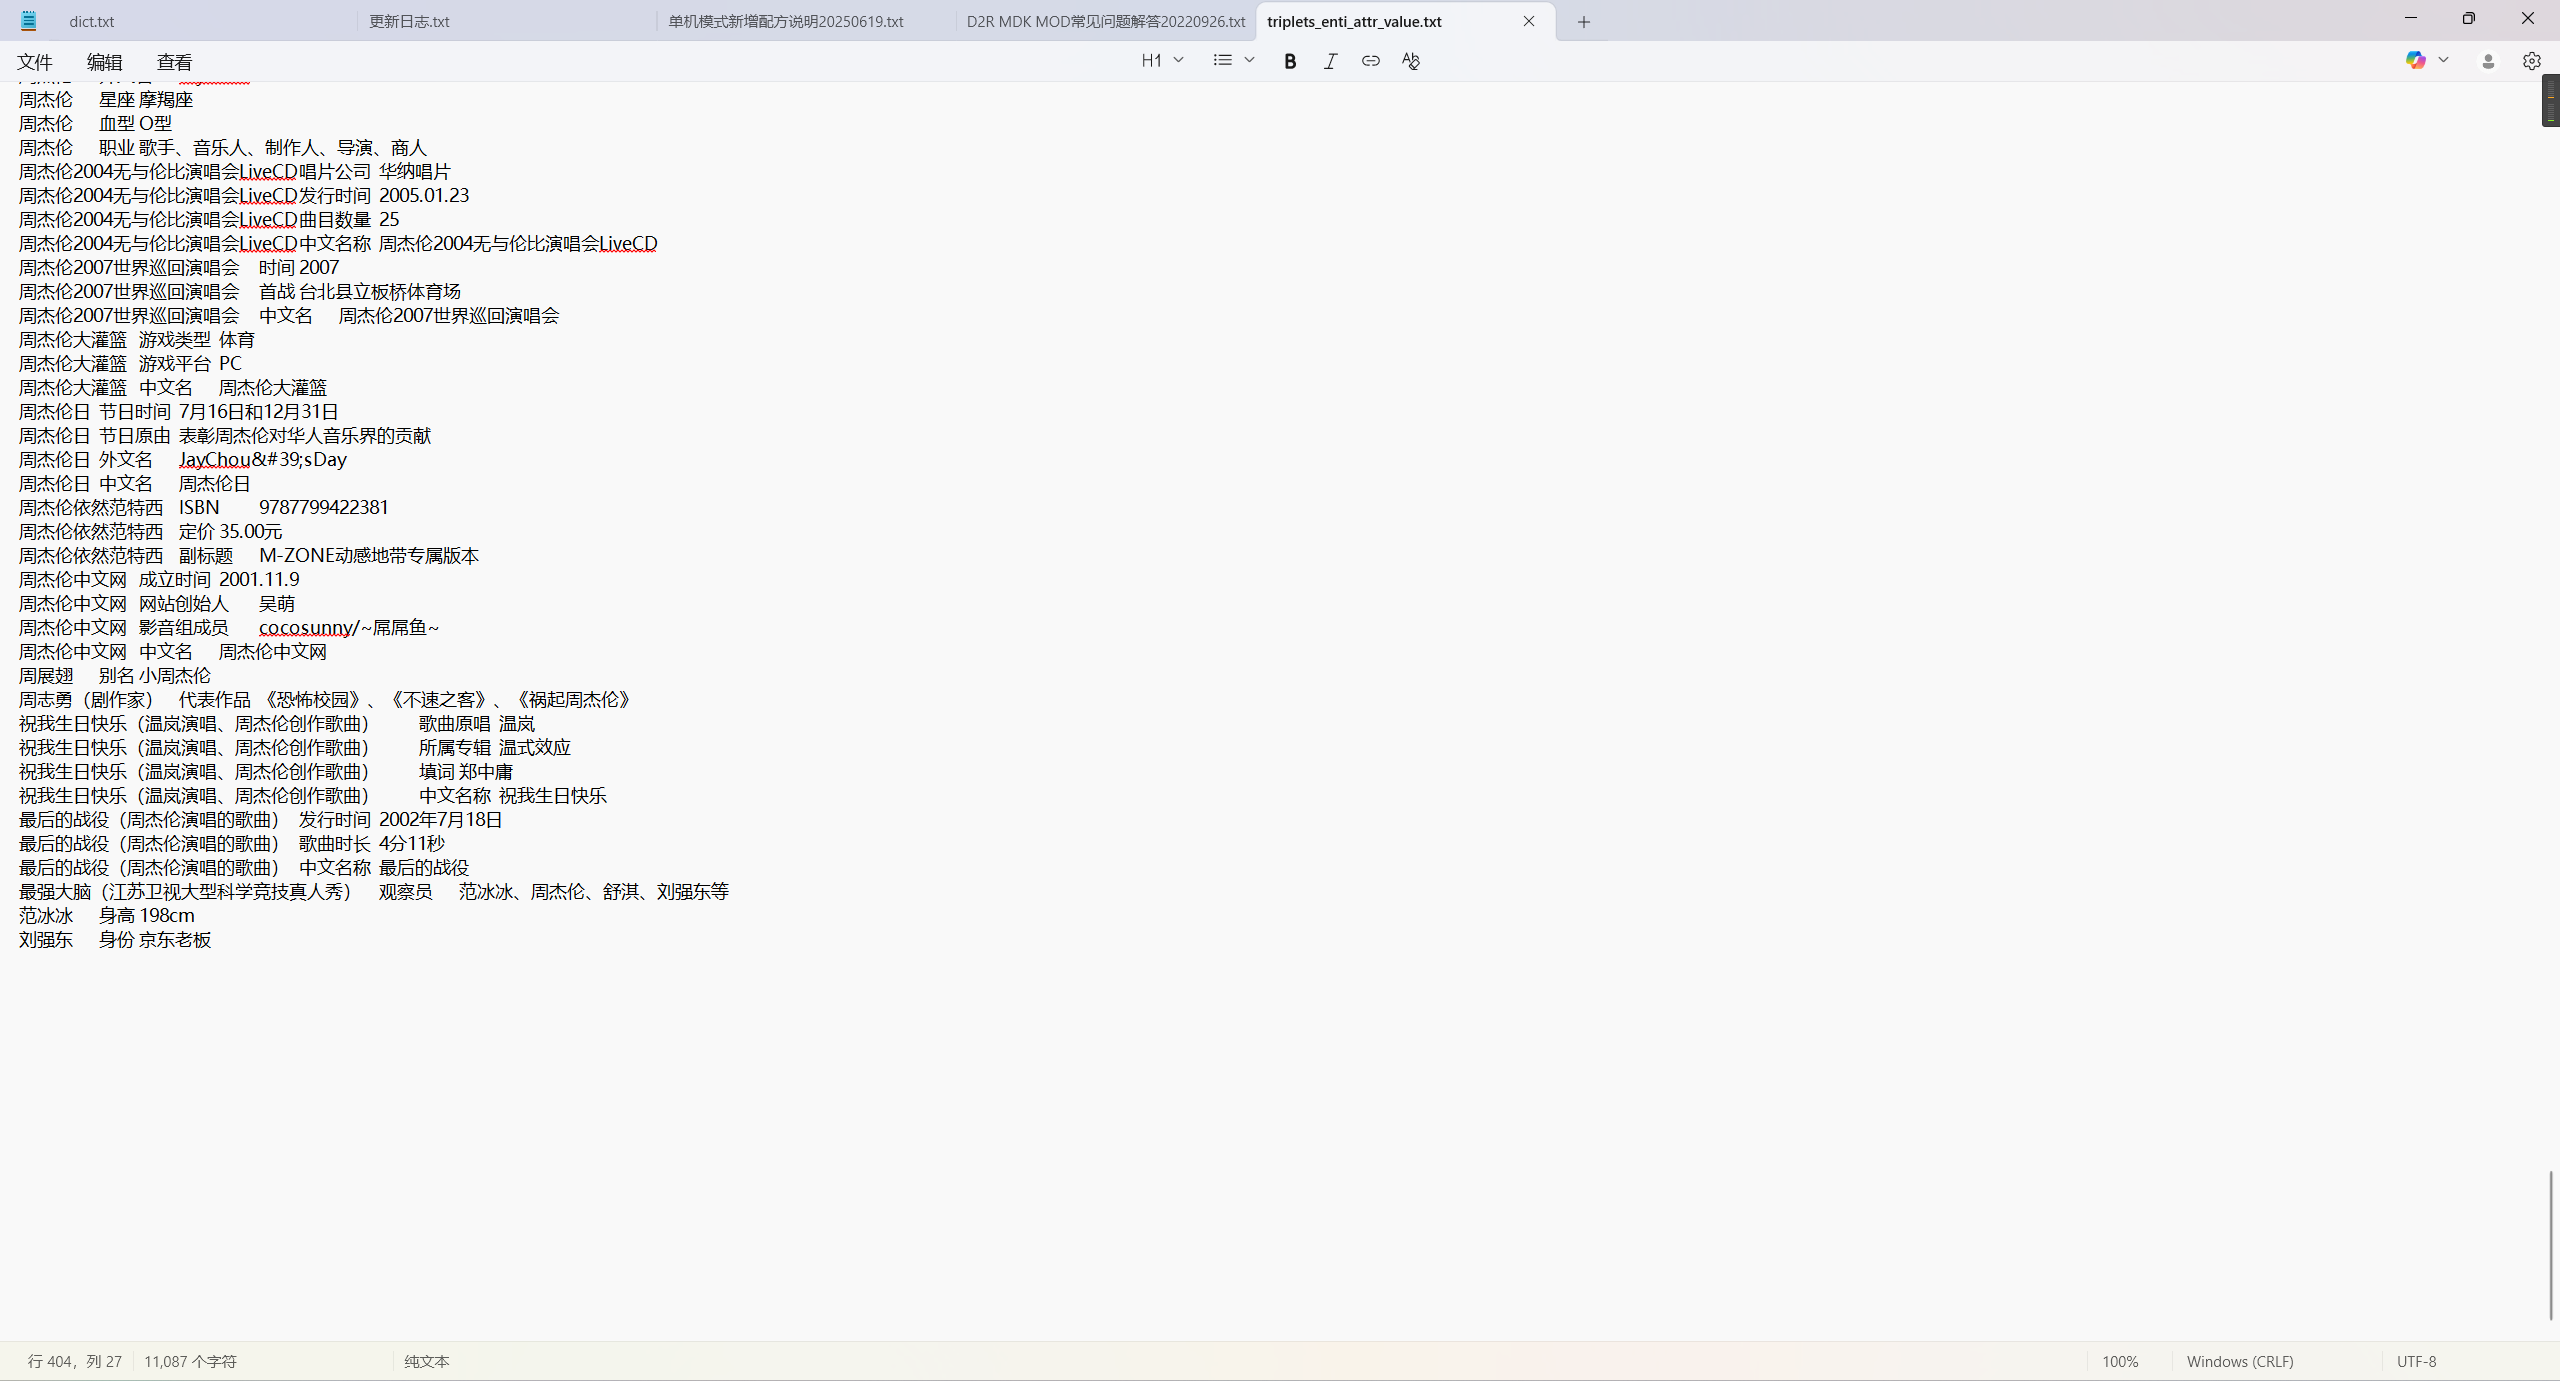 dict.txt 更新日志.txt 单机模式新增配方说明20250619.txt D2R MDK MOD常见问题解答20220926.txt triplets_enti_attr_value.txt
文件 编辑 查看 H1
周杰伦 星座 摩羯座
周杰伦 血型 O型
周杰伦 职业 歌手、音乐人、制作人、导演、商人
周杰伦2004无与伦比演唱会LiveCD 唱片公司 华纳唱片
周杰伦2004无与伦比演唱会LiveCD 发行时间 2005.01.23
周杰伦2004无与伦比演唱会LiveCD 曲目数量 25
周杰伦2004无与伦比演唱会LiveCD 中文名称 周杰伦2004无与伦比演唱会LiveCD
周杰伦2007世界巡回演唱会 时间 2007
周杰伦2007世界巡回演唱会 首战 台北县立板桥体育场
周杰伦2007世界巡回演唱会 中文名 周杰伦2007世界巡回演唱会
周杰伦大灌篮 游戏类型 体育
周杰伦大灌篮 游戏平台 PC
周杰伦大灌篮 中文名 周杰伦大灌篮
周杰伦日 节日时间 7月16日和12月31日
周杰伦日 节日原由 表彰周杰伦对华人音乐界的贡献
周杰伦日 外文名 JayChou&#39;sDay
周杰伦日 中文名 周杰伦日
周杰伦依然范特西 ISBN 9787799422381
周杰伦依然范特西 定价 35.00元
周杰伦依然范特西 副标题 M-ZONE动感地带专属版本
周杰伦中文网 成立时间 2001.11.9
周杰伦中文网 网站创始人 吴萌
周杰伦中文网 影音组成员 cocosunny/~屌屌鱼~
周杰伦中文网 中文名 周杰伦中文网
周展翅 别名 小周杰伦
周志勇（剧作家） 代表作品 《恐怖校园》、《不速之客》、《祸起周杰伦》
祝我生日快乐（温岚演唱、周杰伦创作歌曲） 歌曲原唱 温岚
祝我生日快乐（温岚演唱、周杰伦创作歌曲） 所属专辑 温式效应
祝我生日快乐（温岚演唱、周杰伦创作歌曲） 填词 郑中庸
祝我生日快乐（温岚演唱、周杰伦创作歌曲） 中文名称 祝我生日快乐
最后的战役（周杰伦演唱的歌曲） 发行时间 2002年7月18日
最后的战役（周杰伦演唱的歌曲） 歌曲时长 4分11秒
最后的战役（周杰伦演唱的歌曲） 中文名称 最后的战役
最强大脑（江苏卫视大型科学竞技真人秀） 观察员 范冰冰、周杰伦、舒淇、刘强东等
范冰冰 身高 198cm
刘强东 身份 京东老板
行 404，列 27 11,087 个字符 纯文本 100% Windows (CRLF) UTF-8